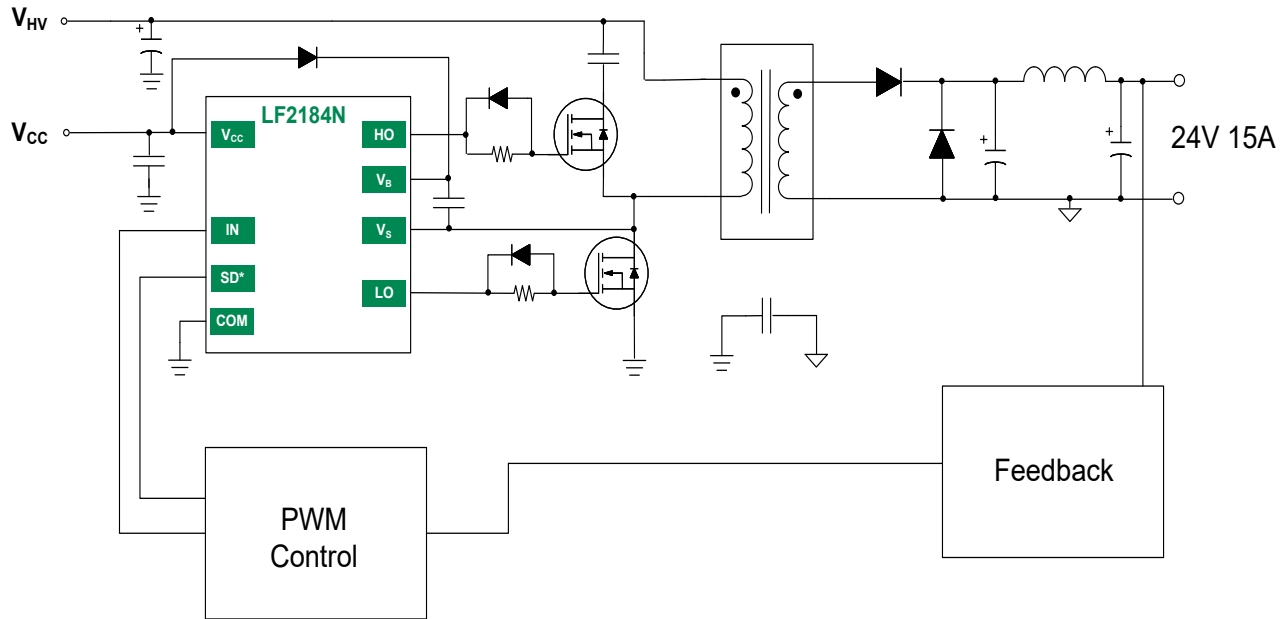 VHV
LF2184N
VCC
VCC
HO
VB
IN
VS
SD*
LO
COM
24V 15A
PWM
Control
Feedback
+
+
+